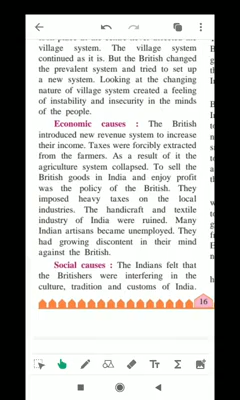 village system. The village system
continued as it is. But the British changed
the prevalent system and tried to set up
a new system. Looking at the changing
nature of village system created a feeling
of instability and insecurity in the minds
of the people.
Economic causes : The British
introduced new revenue system to increase
their income. Taxes were forcibly extracted
from the farmers. As a result of it the
agriculture system collapsed. To sell the
British goods in India and enjoy profit
was the policy of the British. They
imposed heavy taxes on the local
industries. The handicraft and textile
industry of India were ruined. Many
Indian artisans became unemployed. They
had growing discontent in their mind
against the British.
Social causes : The Indians felt that
the Britishers were interfering in the
culture, tradition and customs of India.
16